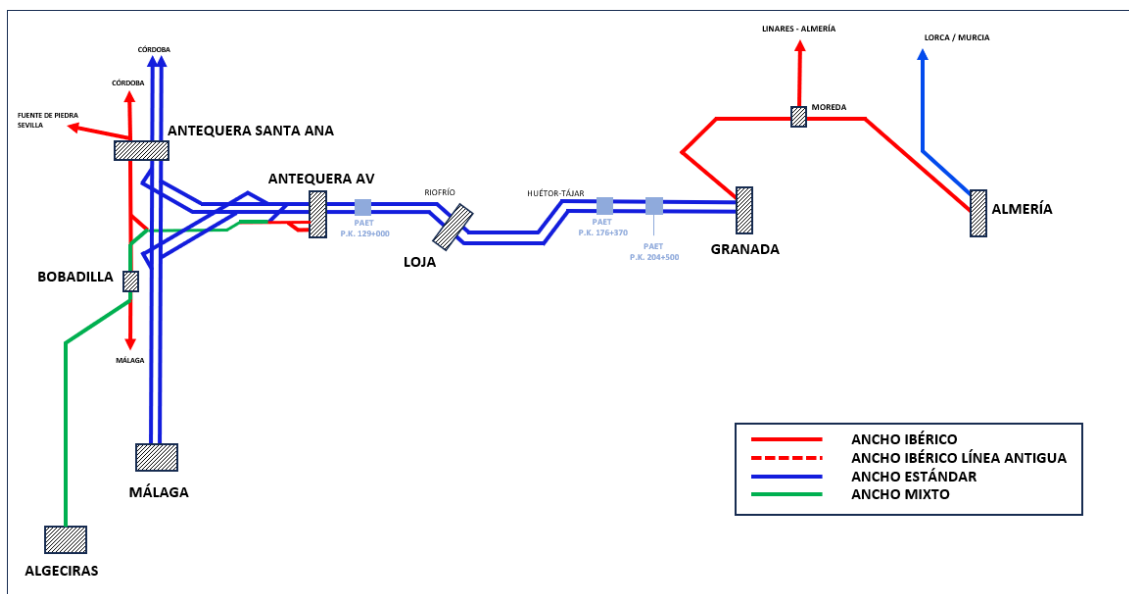 LINARES - ALMERÍA
LORCA / MURCIA
CÓRDOBA
CÓRDOBA
FUENTE DE PIEDRA
SEVILLA
MOREDA
ANTEQUERA SANTA ANA
ANTEQUERA AV
RIOFRÍO
HUÉTOR-TÁJAR
ALMERÍA
PAET
P.K. 129+000
PAET
P.K. 176+370
PAET
P.K. 204+500
GRANADA
LOJA
BOBADILLA
MÁLAGA
MÁLAGA
ALGECIRAS
ANCHO IBÉRICO
ANCHO IBÉRICO LÍNEA ANTIGUA
ANCHO ESTÁNDAR
ANCHO MIXTO